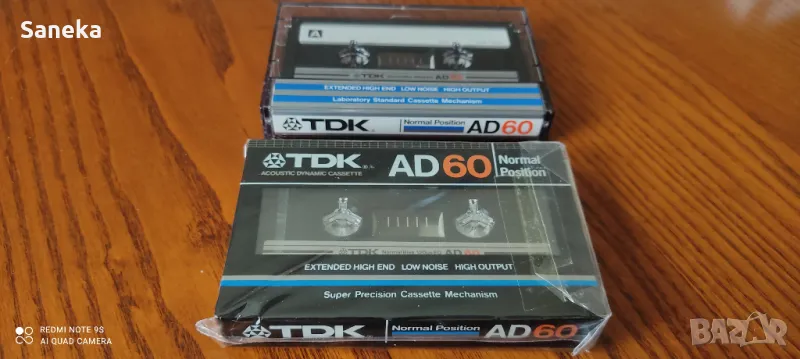 Saneka
A
TDK AD60
EXTENDED HIGH END LOW NOISE HIGH OUTPUT
Laboratory Standard Cassette Mechanism
TDK Normal Position AD60
TDK AD60 Normal Position
ACOUSTIC DYNAMIC CASSETTE
TDK AD60
EXTENDED HIGH END LOW NOISE HIGH OUTPUT
Super Precision Cassette Mechanism
TDK Normal Position AD60
REDMI NOTE 9S
AI QUAD CAMERA
BAZAR